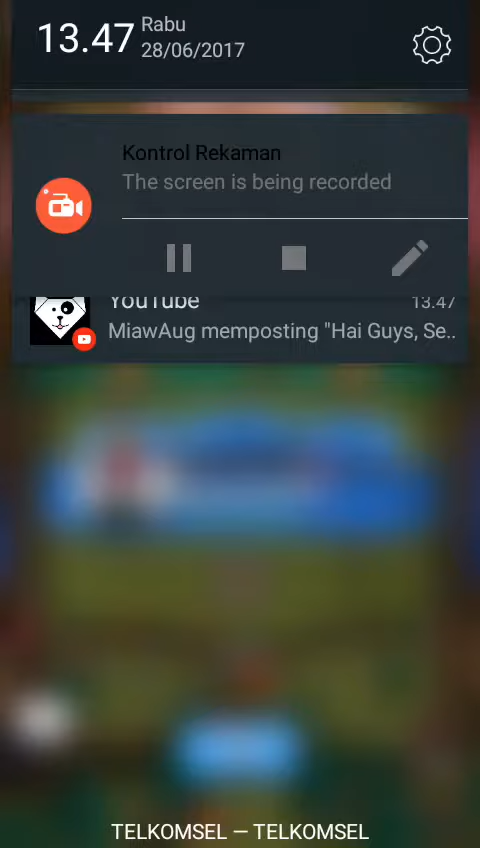 13.47
Rabu
28/06/2017
Kontrol Rekaman
The screen is being recorded
YouTube
13.47
MiawAug memposting "Hai Guys, Se..
TELKOMSEL — TELKOMSEL